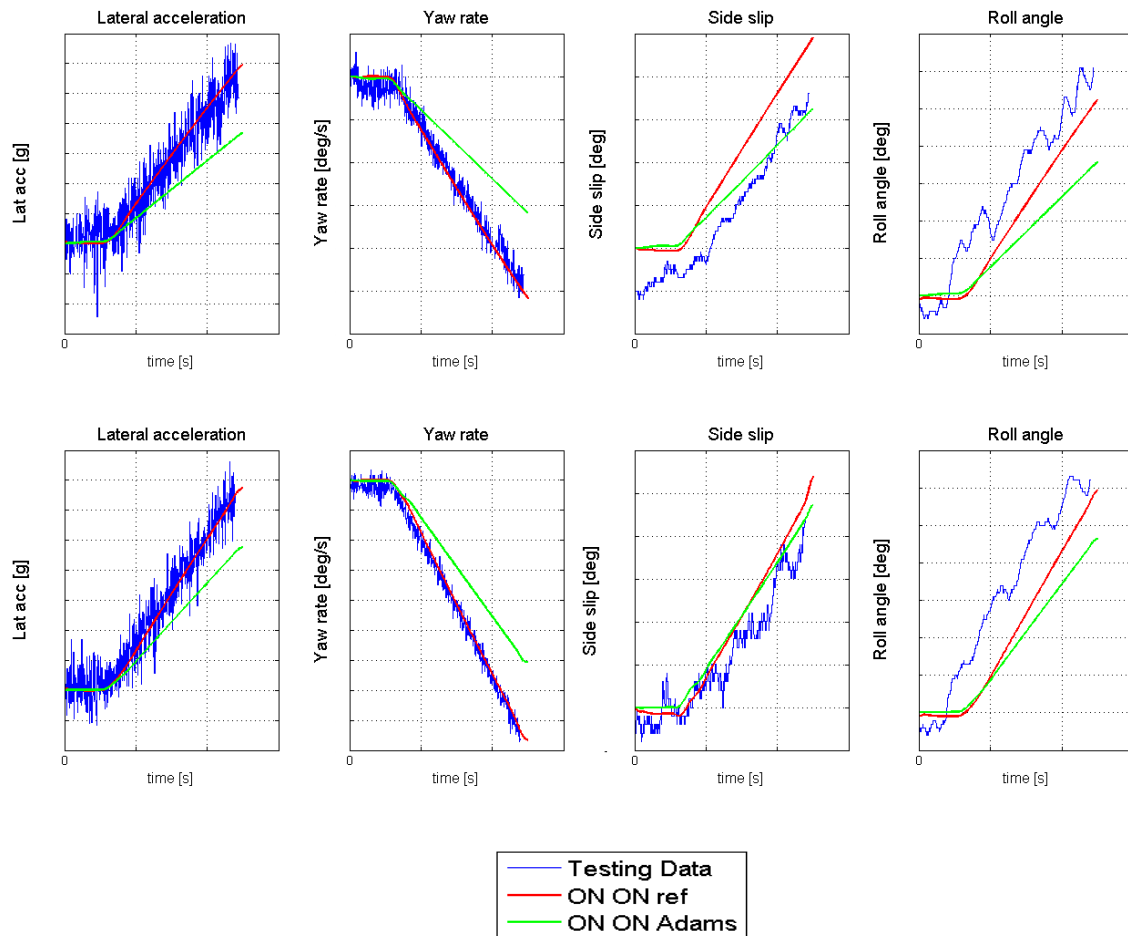 Lateral acceleration
Yaw rate
Side slip
Roll angle
Lat acc [g]
Yaw rate [deg/s]
Side slip [deg]
Roll angle [deg]
0
0
0
0
time [s]
time [s]
time [s]
time [s]
Lateral acceleration
Yaw rate
Side slip
Roll angle
Lat acc [g]
Yaw rate [deg/s]
Side slip [deg]
Roll angle [deg]
-
0
0
0
0
time [s]
time [s]
time [s]
time [s]
Testing Data
ON ON ref
ON ON Adams